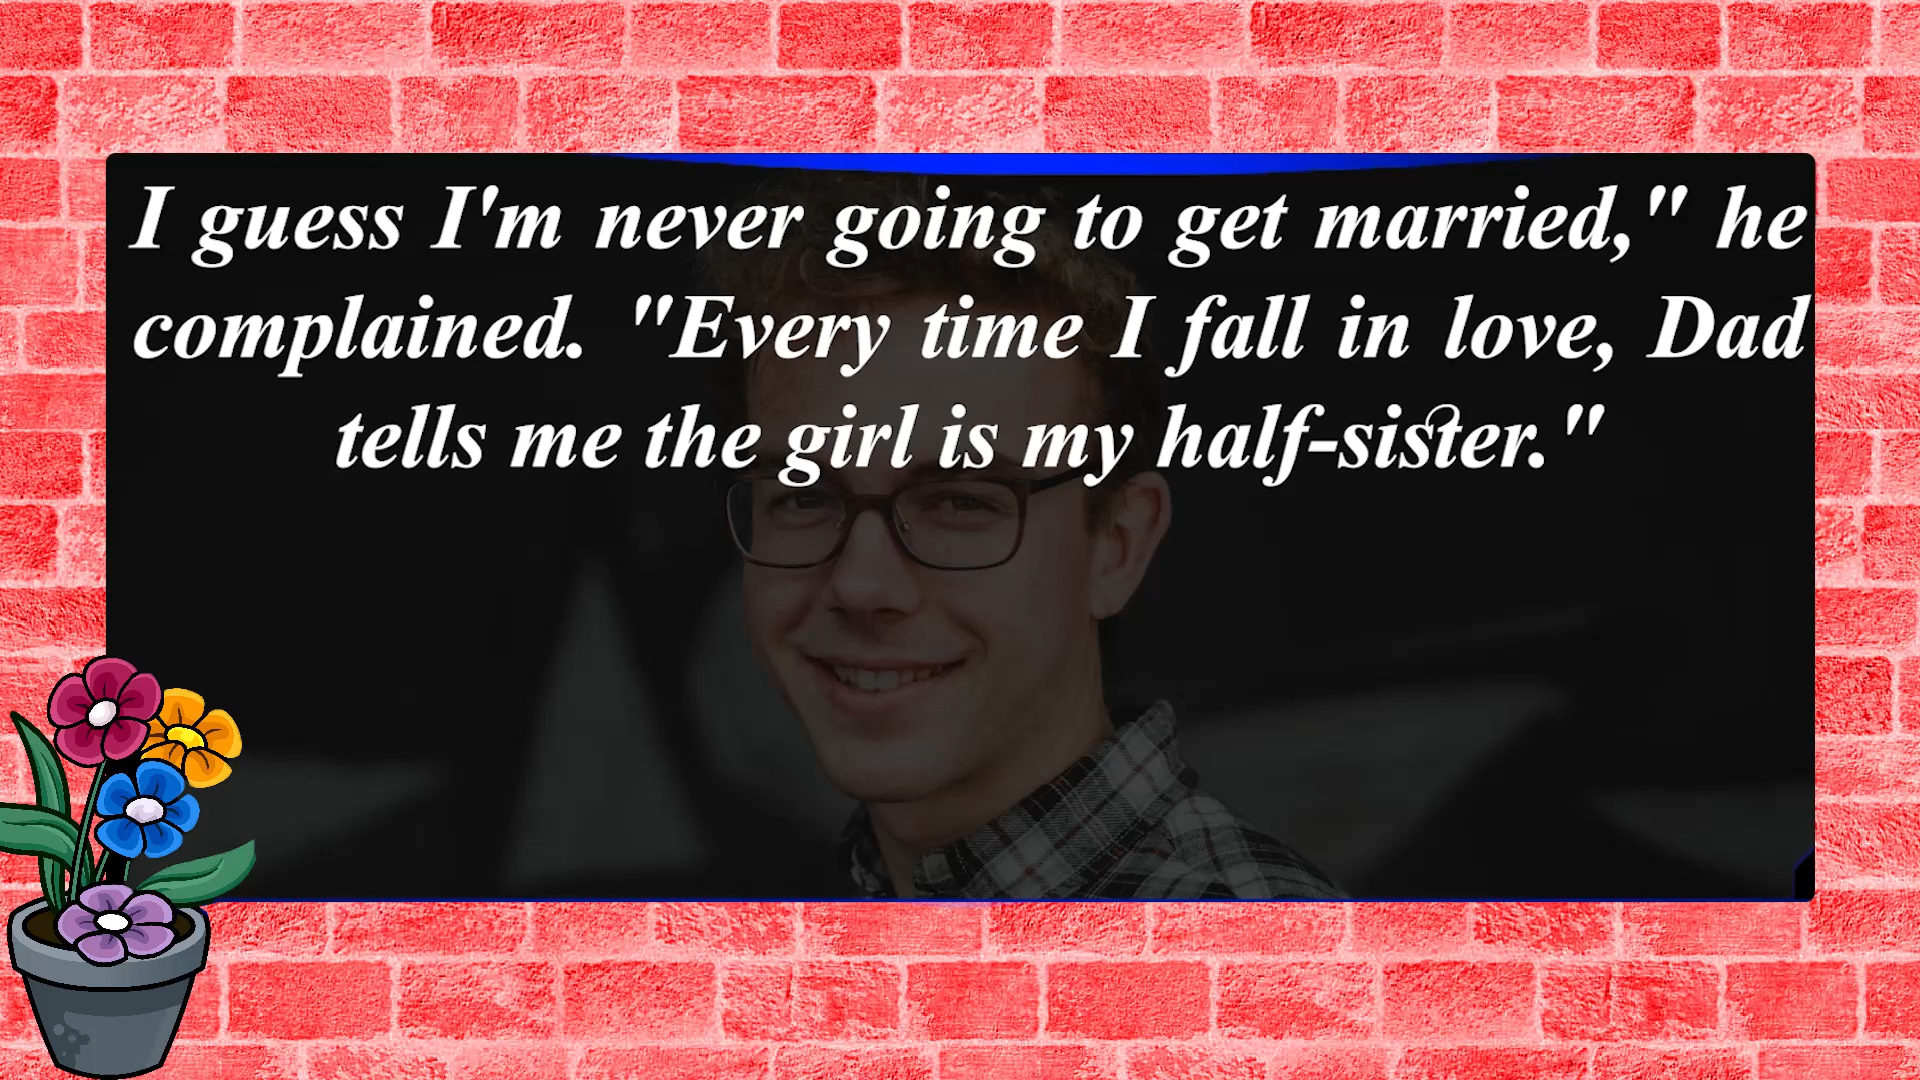 I guess I'm never going to get married," he
complained. "Every time I fall in love, Dad
tells me the girl is my half-sister."